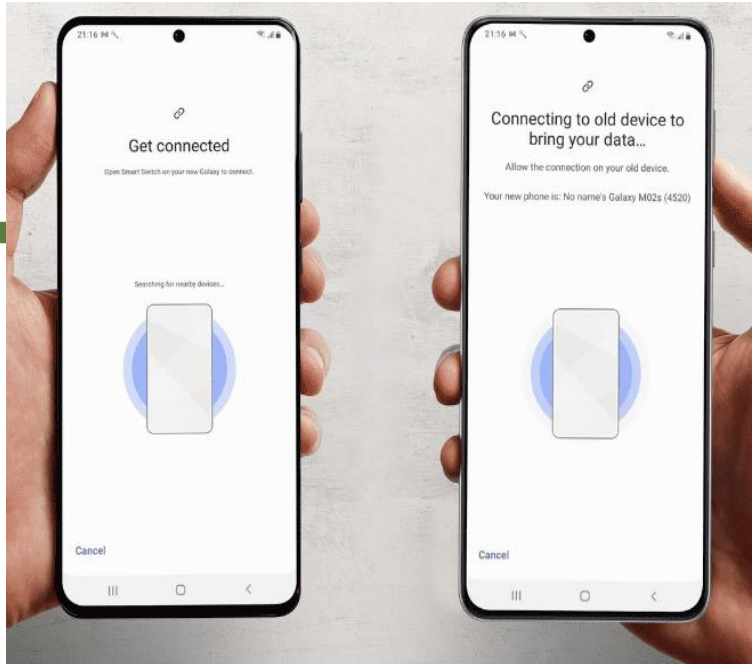 21:16
Get connected
Open Smart Switch on your new Galaxy to connect.
Searching for nearby devices...
Cancel
21:16
Connecting to old device to
bring your data...
Allow the connection on your old device.
Your new phone is: No name's Galaxy M02s (4520)
Cancel